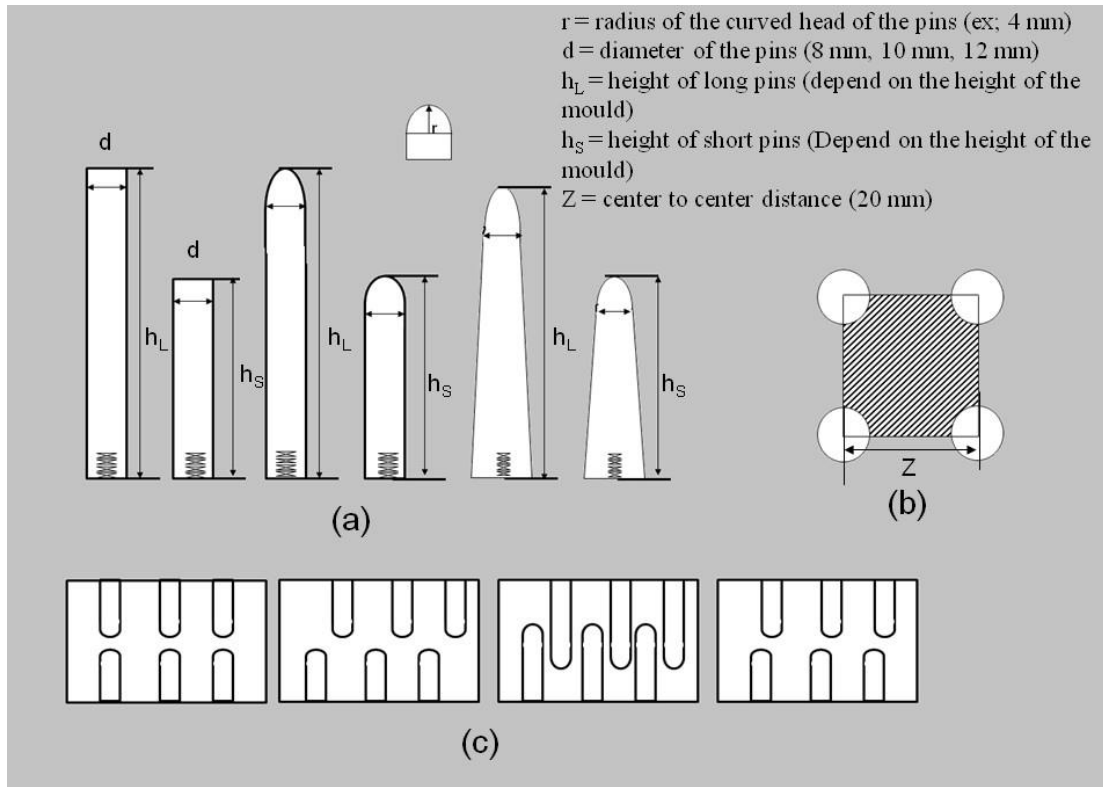 r = radius of the curved head of the pins (ex; 4 mm)
d = diameter of the pins (8 mm, 10 mm, 12 mm)
hL = height of long pins (depend on the height of the
mould)
hS = height of short pins (Depend on the height of the
mould)
Z = center to center distance (20 mm)
r
d
d
hL
hS
hL
hS
hL
hS
Z
(a)
(b)
(c)